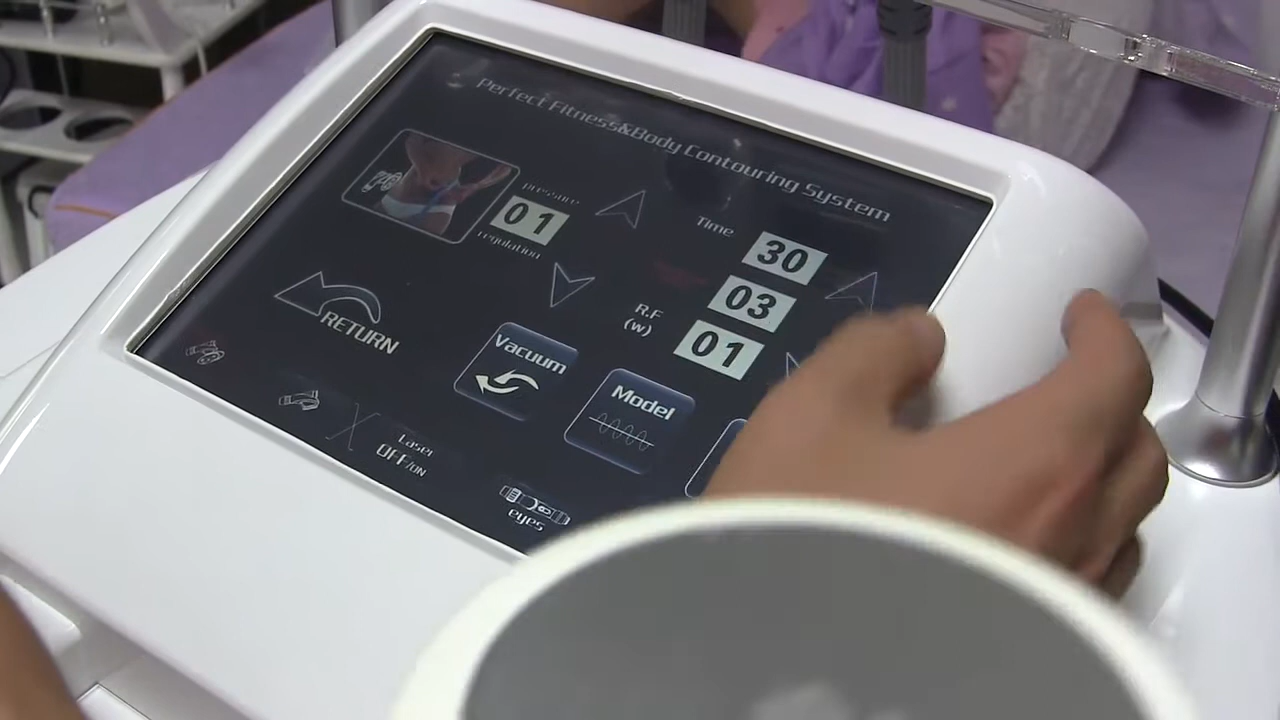 Perfect Fitness&Body Contouring System
pressure
01
regulation
Time
30
03
R.F
(w)
01
RETURN
Vacuum
Model
Laser
OFF/ON
eyes